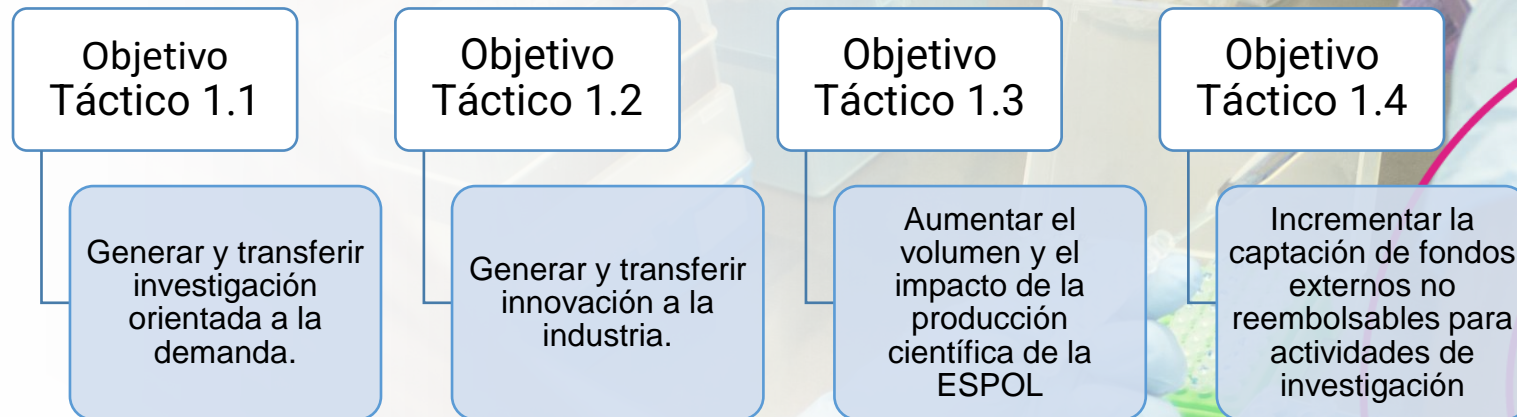 Objetivo
Táctico 1.1
Generar y transferir
investigación
orientada a la
demanda.
Objetivo
Táctico 1.2
Generar y transferir
innovación a la
industria.
Objetivo
Táctico 1.3
Aumentar el
volumen y el
impacto de la
producción
científica de la
ESPOL
Objetivo
Táctico 1.4
Incrementar la
captación de fondos
externos no
reembolsables para
actividades de
investigación